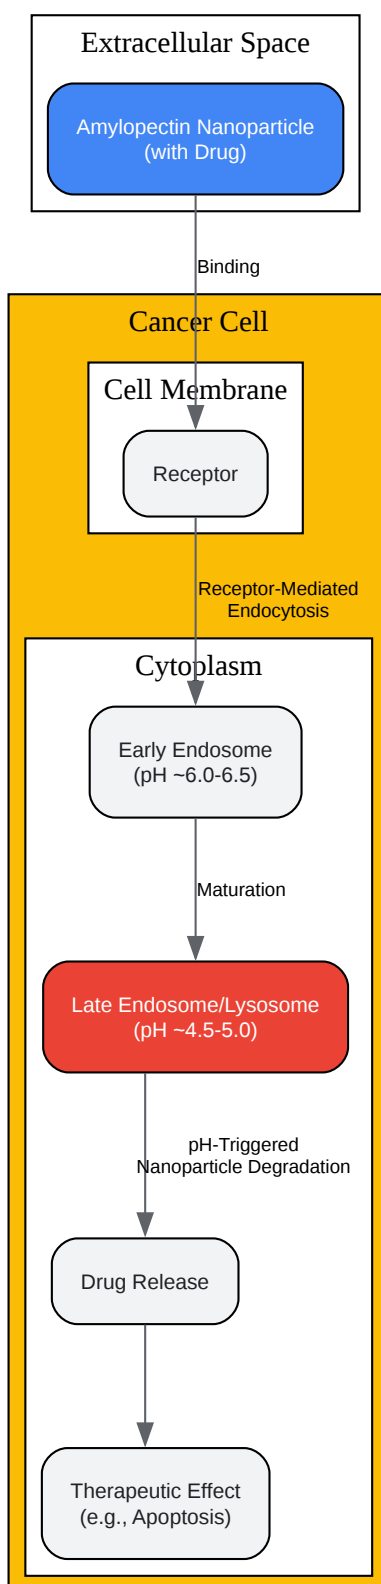 Extracellular Space
Amylopectin Nanoparticle
(with Drug)
Binding
Cancer Cell
Cell Membrane
Receptor
Receptor-Mediated
Endocytosis
Cytoplasm
Early Endosome
(pH ~6.0-6.5)
Maturation
Late Endosome/Lysosome
(pH ~4.5-5.0)
pH-Triggered
Nanoparticle Degradation
Drug Release
Therapeutic Effect
(e.g., Apoptosis)